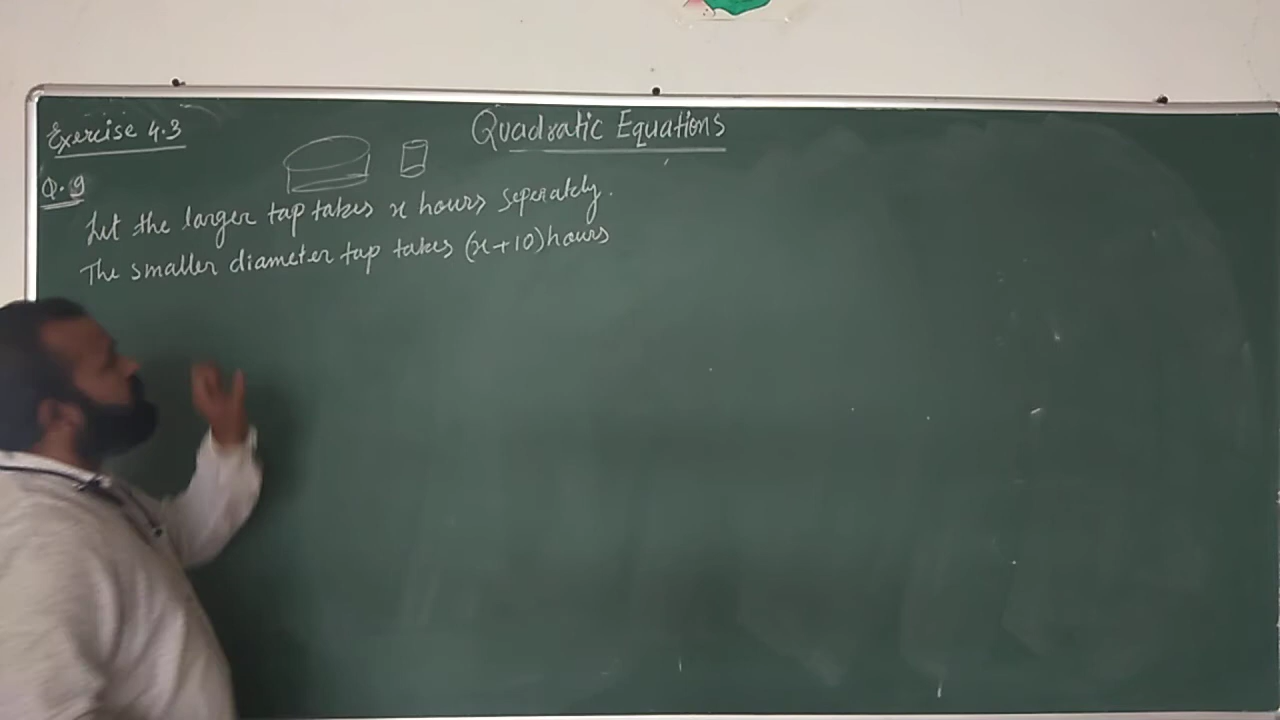 Exercise 4.3
Quadratic Equations
Q.9
Let the larger tap takes x hours seperately.
The smaller diameter tap takes (x+10) hours